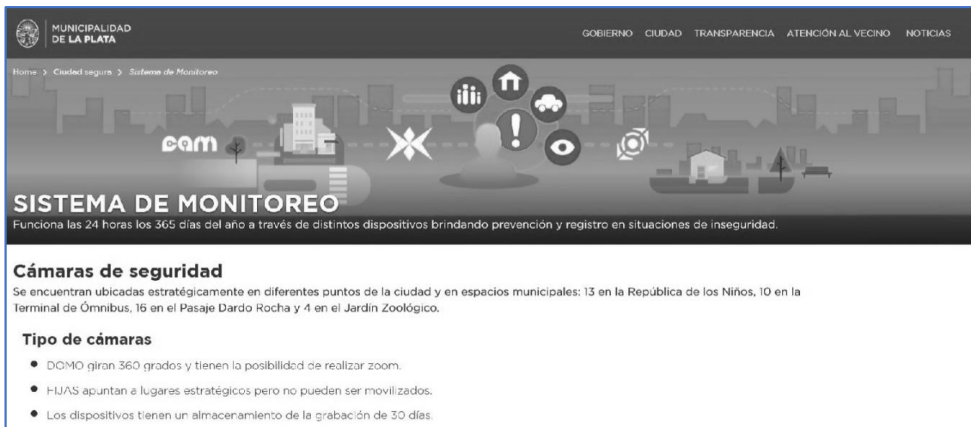 MUNICIPALIDAD
DE LA PLATA
GOBIERNO CIUDAD TRANSPARENCIA ATENCIÓN AL VECINO NOTICIAS
Home > Ciudad segura > Sistema de Monitoreo
cam
SISTEMA DE MONITOREO
Funciona las 24 horas los 365 días del año a través de distintos dispositivos brindando prevención y registro en situaciones de inseguridad.
Cámaras de seguridad
Se encuentran ubicadas estratégicamente en diferentes puntos de la ciudad y en espacios municipales: 13 en la República de los Niños, 10 en la
Terminal de Ómnibus, 16 en el Pasaje Dardo Rocha y 4 en el Jardín Zoológico.
Tipo de cámaras
• DOMO giran 360 grados y tienen la posibilidad de realizar zoom.
• FIJAS apuntan a lugares estratégicos pero no pueden ser movilizados.
• Los dispositivos tienen un almacenamiento de la grabación de 30 días.